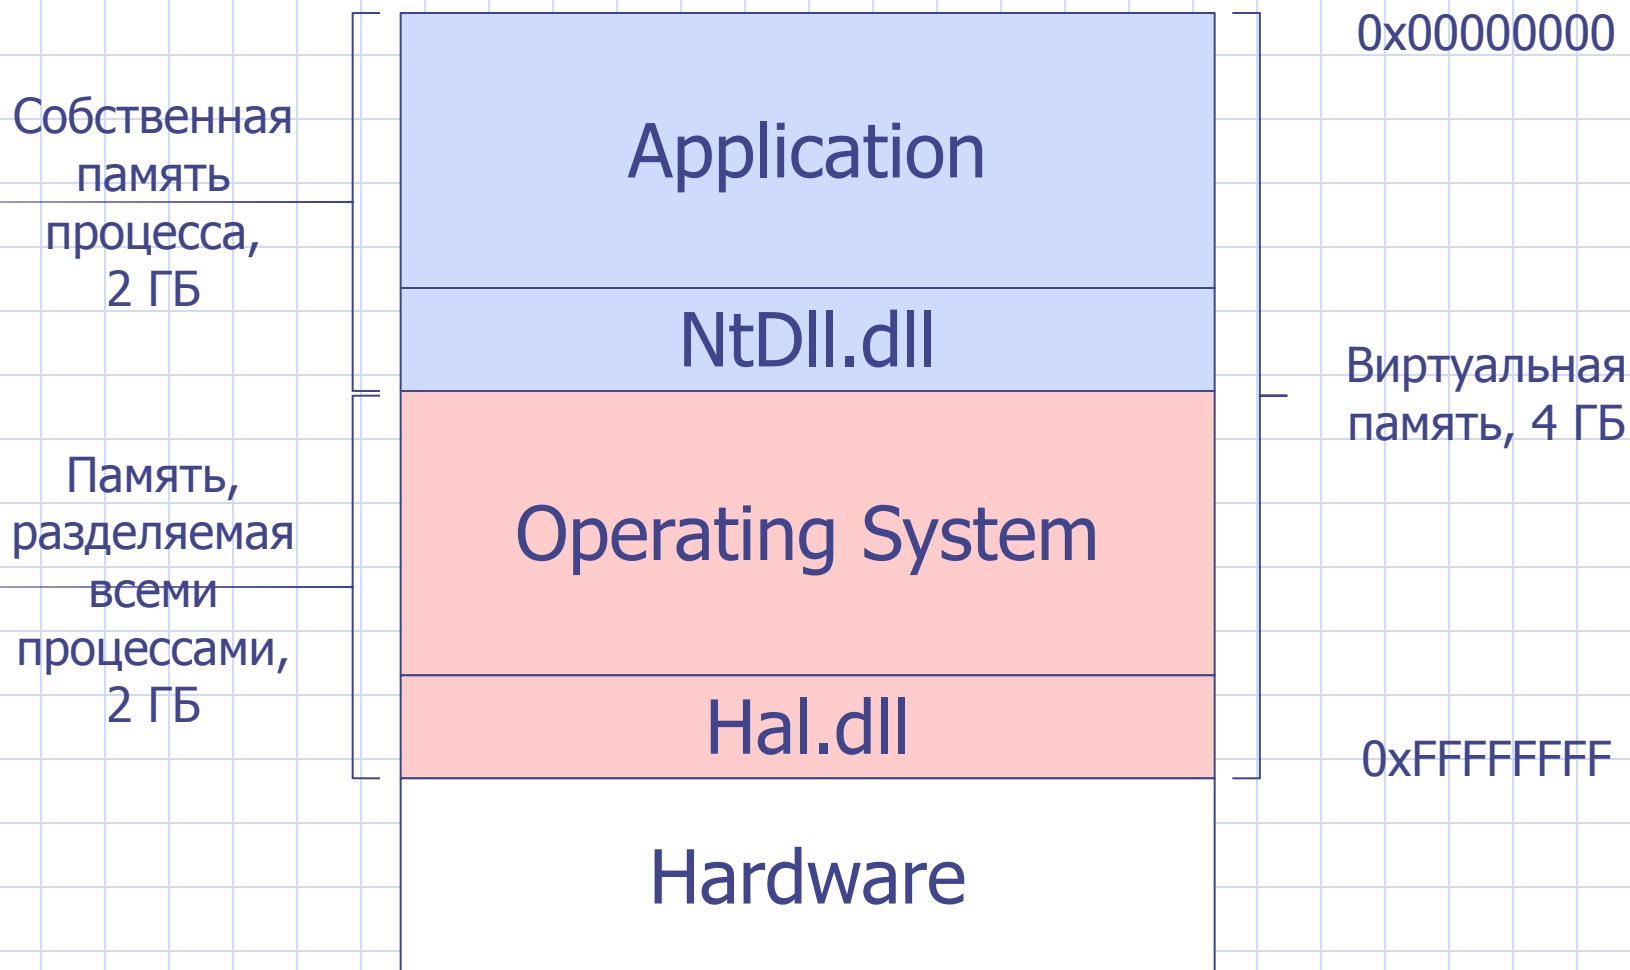 Собственная
память
процесса,
2 ГБ
Память,
разделяемая
всеми
процессами,
2 ГБ
Application
NtDll.dll
Operating System
Hal.dll
Hardware
0x00000000
Виртуальная
память, 4 ГБ
0xFFFFFFFF